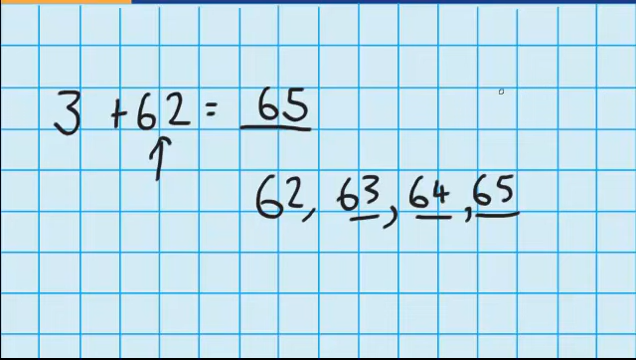 3 + 62 = 65
62, 63, 64, 65